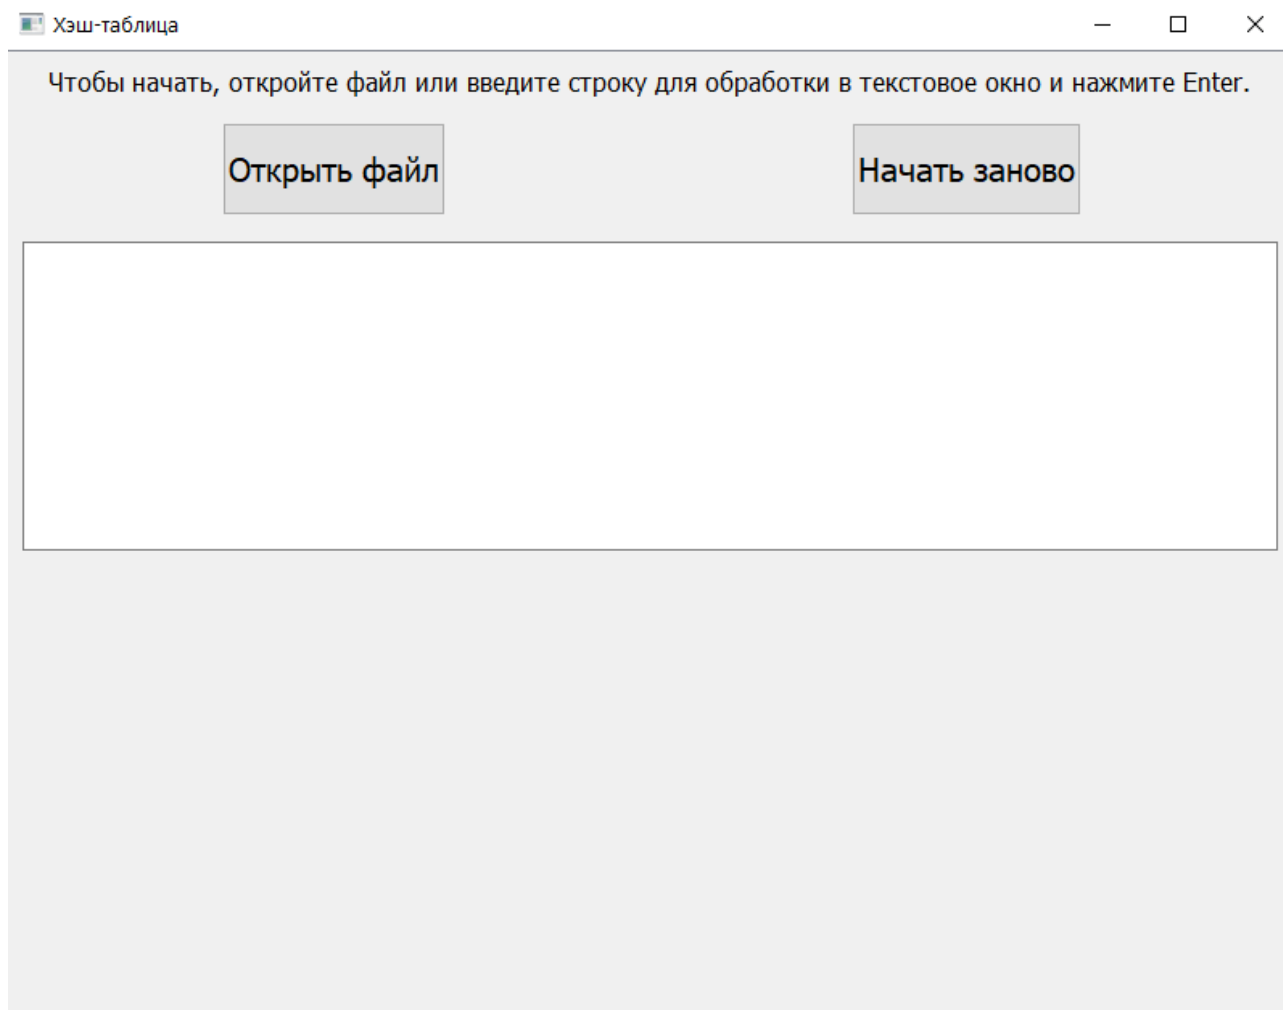 Хэш-таблица
Чтобы начать, откройте файл или введите строку для обработки в текстовое окно и нажмите Enter.
Открыть файл
Начать заново